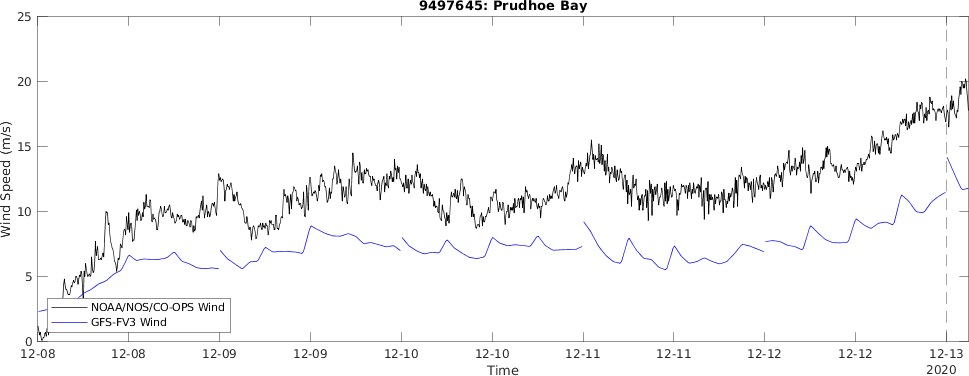 9497645: Prudhoe Bay
25
20
15
10
5
0
Wind Speed (m/s)
NOAA/NOS/CO-OPS Wind
GFS-FV3 Wind
12-08 12-08 12-09 12-09 12-10 12-10 12-11 12-11 12-12 12-12 12-13
Time 2020